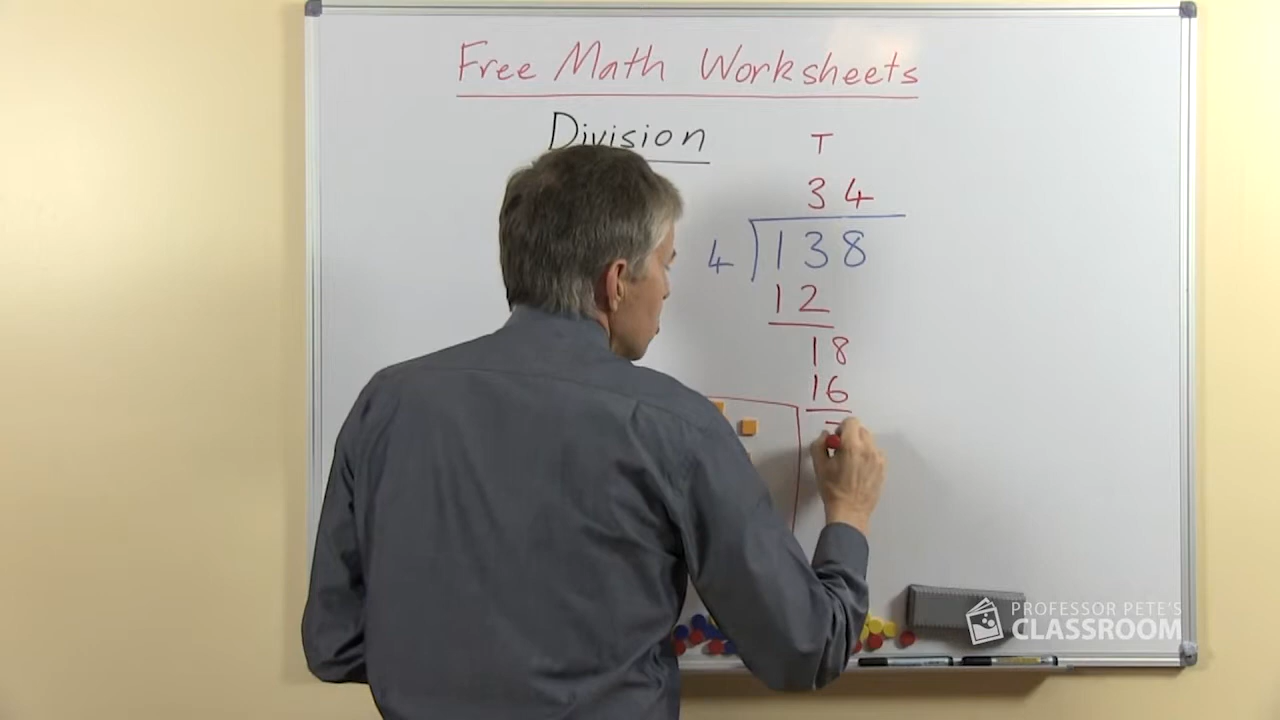 Free Math Worksheets
Division
T
34
4 138
12
18
16
PROFESSOR PETE'S
CLASSROOM